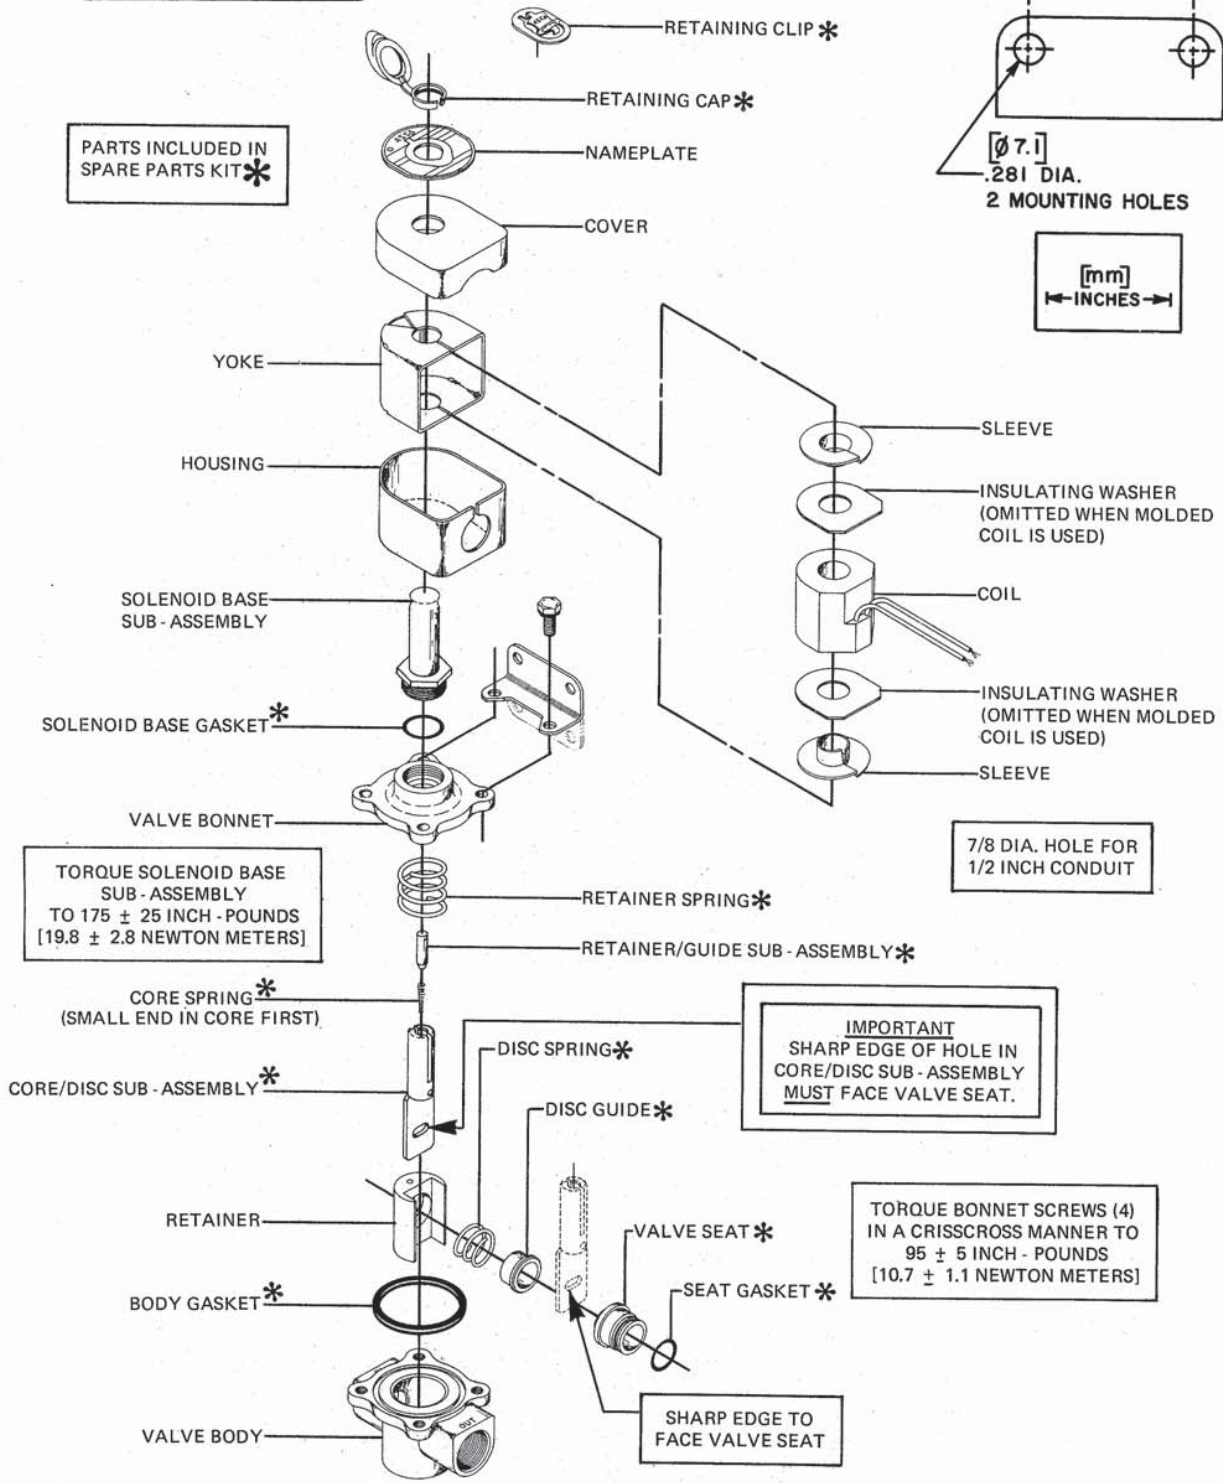 RETAINING CLIP*
RETAINING CAP*
NAMEPLATE
PARTS INCLUDED IN
SPARE PARTS KIT*
COVER
[Ø 7.1]
.281 DIA.
2 MOUNTING HOLES
[mm]
INCHES
YOKE
HOUSING
SLEEVE
INSULATING WASHER
(OMITTED WHEN MOLDED
COIL IS USED)
COIL
SOLENOID BASE
SUB-ASSEMBLY
SOLENOID BASE GASKET*
INSULATING WASHER
(OMITTED WHEN MOLDED
COIL IS USED)
SLEEVE
VALVE BONNET
7/8 DIA. HOLE FOR
1/2 INCH CONDUIT
TORQUE SOLENOID BASE
SUB-ASSEMBLY
TO 175 ± 25 INCH-POUNDS
[19.8 ± 2.8 NEWTON METERS]
RETAINER SPRING*
RETAINER/GUIDE SUB-ASSEMBLY*
CORE SPRING*
(SMALL END IN CORE FIRST)
IMPORTANT
SHARP EDGE OF HOLE IN
CORE/DISC SUB-ASSEMBLY
MUST FACE VALVE SEAT.
DISC SPRING*
CORE/DISC SUB-ASSEMBLY*
DISC GUIDE*
RETAINER
VALVE SEAT*
TORQUE BONNET SCREWS (4)
IN A CRISSCROSS MANNER TO
95 ± 5 INCH-POUNDS
[10.7 ± 1.1 NEWTON METERS]
SEAT GASKET*
BODY GASKET*
OUT
SHARP EDGE TO
FACE VALVE SEAT
VALVE BODY